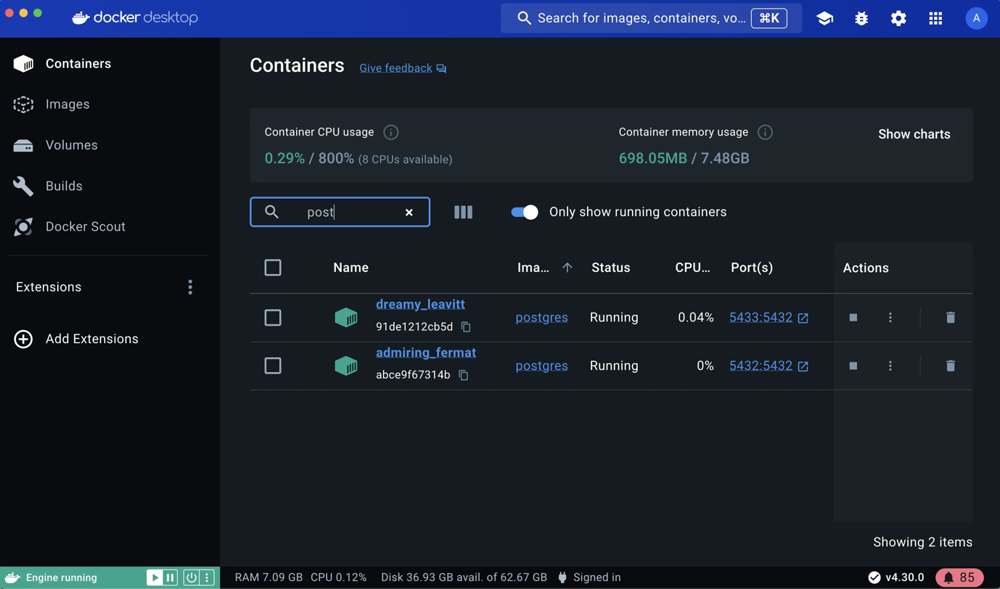 docker desktop
Search for images, containers, vo... ⌘K
A
Containers
Images
Volumes
Builds
Docker Scout
Extensions
Add Extensions
Containers Give feedback
Container CPU usage
0.29% / 800% (8 CPUs available)
Container memory usage
698.05MB / 7.48GB
Show charts
post
Only show running containers
Name Ima... Status CPU... Port(s) Actions
dreamy_leavitt
91de1212cb5d
postgres Running 0.04% 5433:5432
admiring_fermat
abce9f67314b
postgres Running 0% 5432:5432
Showing 2 items
Engine running
RAM 7.09 GB CPU 0.12% Disk 36.93 GB avail. of 62.67 GB Signed in
v4.30.0 85